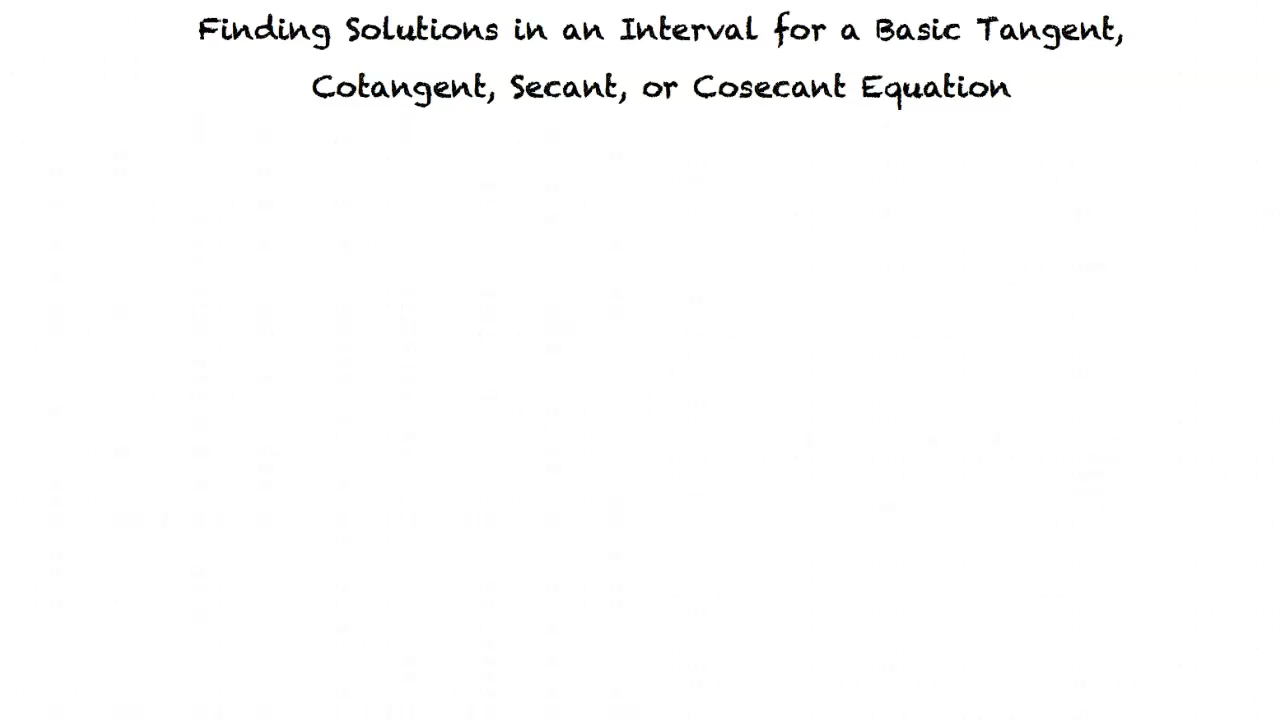 Finding Solutions in an Interval for a Basic Tangent,
Cotangent, Secant, or Cosecant Equation